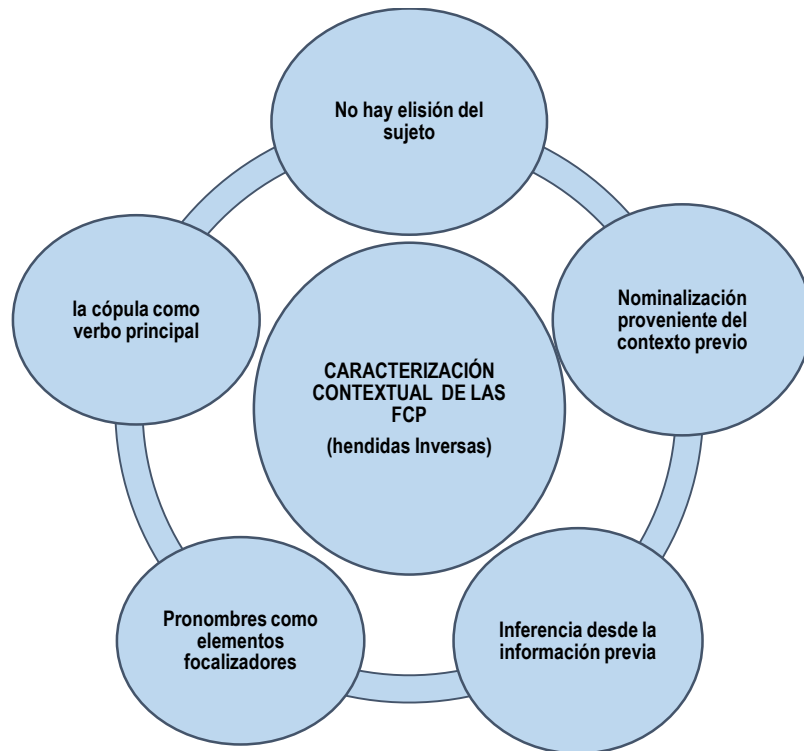 No hay elisión del
sujeto
Nominalización
proveniente del
contexto previo
Inferencia desde la
información previa
Pronombres como
elementos
focalizadores
la cópula como
verbo principal
CARACTERIZACIÓN
CONTEXTUAL DE LAS
FCP
(hendidas Inversas)